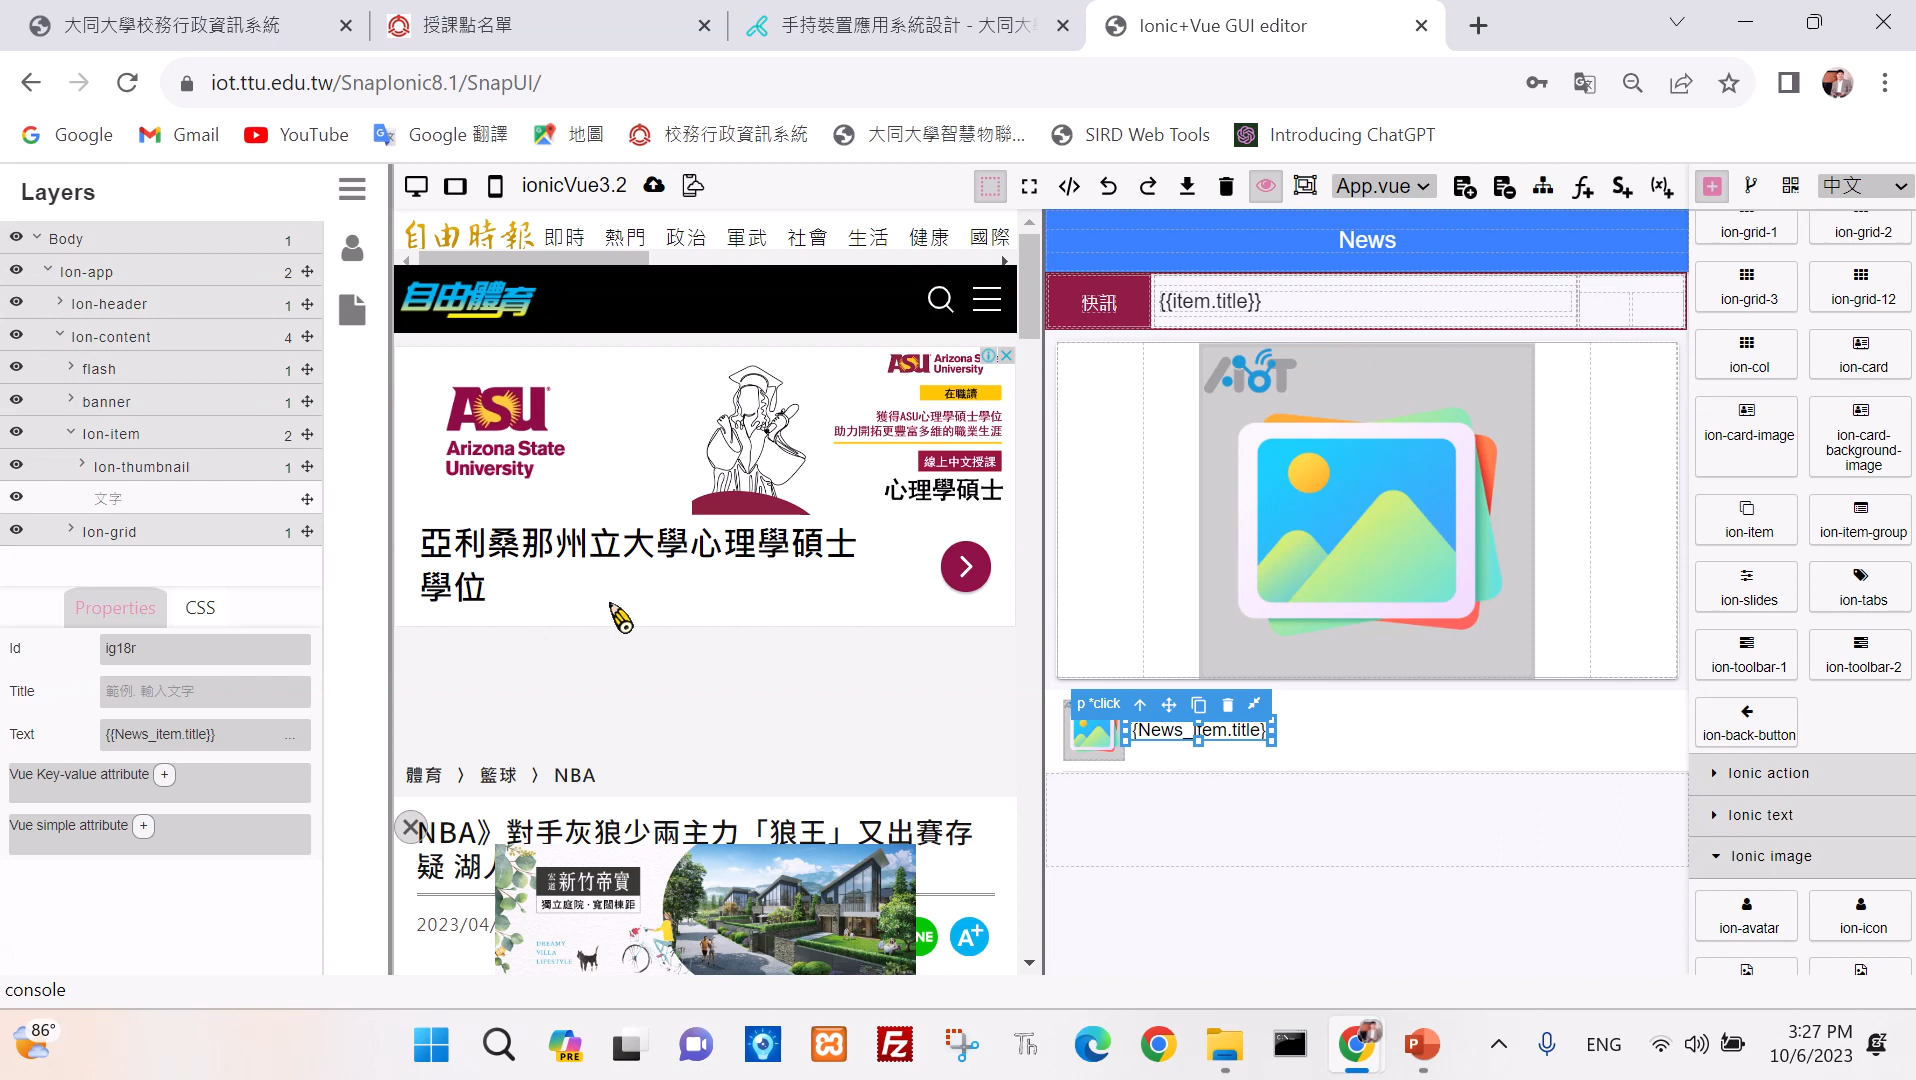 大同大學校務行政資訊系統
授課點名單
手持裝置應用系統設計 - 大同大
Ionic+Vue GUI editor
iot.ttu.edu.tw/SnapIonic8.1/SnapUI/
Google
Gmail
YouTube
Google 翻譯
地圖
校務行政資訊系統
大同大學智慧物聯...
SIRD Web Tools
Introducing ChatGPT
Layers
Body 1
Ion-app 2
Ion-header 1
Ion-content 4
flash 1
banner 1
Ion-item 2
Ion-thumbnail 1
文字
Ion-grid 1
Properties CSS
Id ig18r
Title 範例. 輸入文字
Text {{News_item.title}} ...
Vue Key-value attribute +
Vue simple attribute +
console
ionicVue3.2
App.vue
中文
自由時報 即時 熱門 政治 軍武 社會 生活 健康 國際
自由體育
ASU
Arizona State
University
在職讀
獲得ASU心理學碩士學位
助力開拓更豐富多維的職業生涯
線上中文授課
心理學碩士
亞利桑那州立大學心理學碩士
學位
體育 〉 籃球 〉 NBA
NBA》對手灰狼少兩主力「狼王」又出賽存
疑 湖
2023/04/
宏道 新竹帝寶
獨立庭院·寬闊棟距
DREAMY
VILLA
LIFESTYLE
NE
A+
News
快訊
{{item.title}}
AIoT
p *click
{News_item.title}
ion-grid-1
ion-grid-2
ion-grid-3
ion-grid-12
ion-col
ion-card
ion-card-image
ion-card-
background-
image
ion-item
ion-item-group
ion-slides
ion-tabs
ion-toolbar-1
ion-toolbar-2
ion-back-button
Ionic action
Ionic text
Ionic image
ion-avatar
ion-icon
86°
PRE
Th
ENG
3:27 PM
10/6/2023